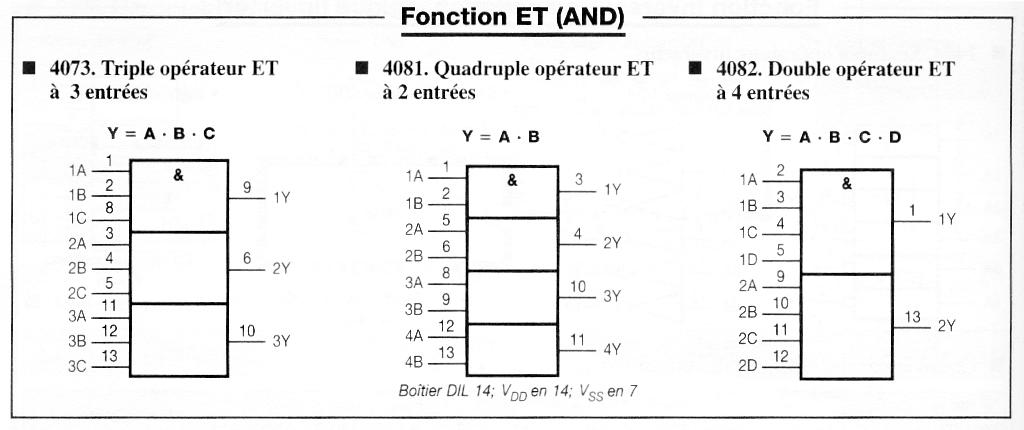 Fonction ET (AND)
■ 4073. Triple opérateur ET
à 3 entrées
Y = A · B · C
&
1A 1
1B 2
1C 8
2A 3
2B 4
2C 5
3A 11
3B 12
3C 13
9 1Y
6 2Y
10 3Y
■ 4081. Quadruple opérateur ET
à 2 entrées
Y = A · B
&
1A 1
1B 2
2A 5
2B 6
3A 8
3B 9
4A 12
4B 13
3 1Y
4 2Y
10 3Y
11 4Y
Boîtier DIL 14; VDD en 14; VSS en 7
■ 4082. Double opérateur ET
à 4 entrées
Y = A · B · C · D
&
1A 2
1B 3
1C 4
1D 5
2A 9
2B 10
2C 11
2D 12
1 1Y
13 2Y